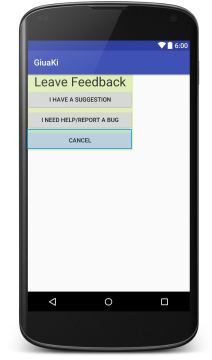 6:00
GiuaKi
Leave Feedback
I HAVE A SUGGESTION
I NEED HELP/REPORT A BUG
CANCEL